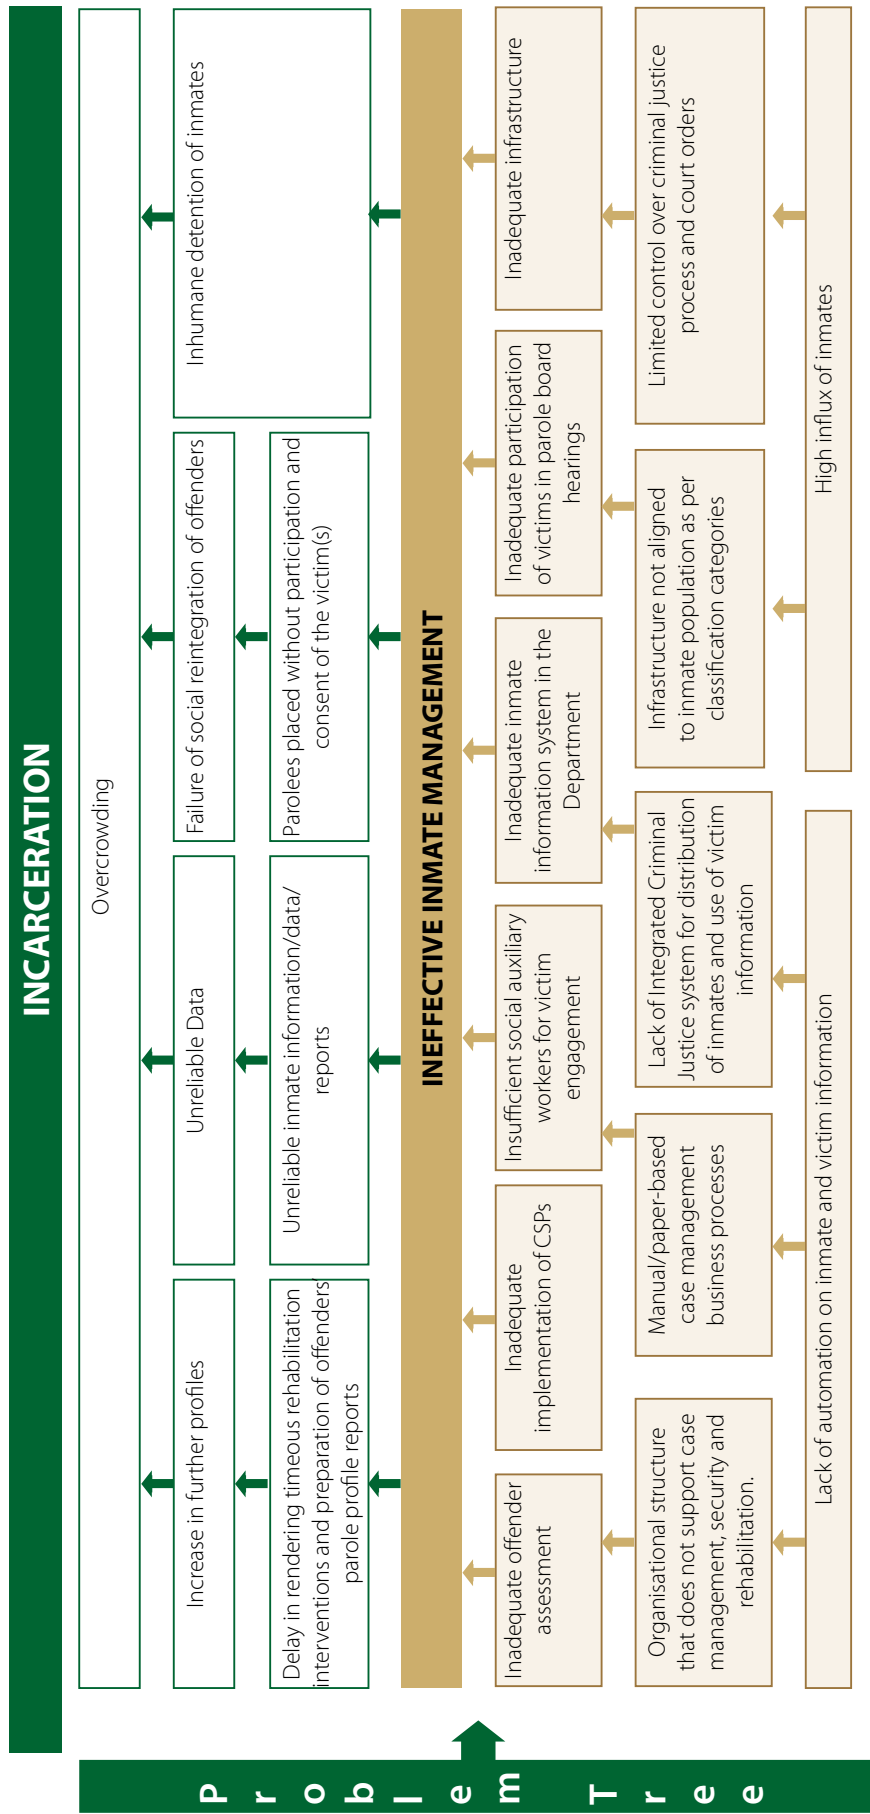 INCARCERATION
Problem Tree
Overcrowding
Increase in further profiles
Unreliable Data
Failure of social reintegration of offenders
Inhumane detention of inmates
Delay in rendering timeous rehabilitation
interventions and preparation of offenders’
parole profile reports
Unreliable inmate information/data/
reports
Parolees placed without participation and
consent of the victim(s)
INEFFECTIVE INMATE MANAGEMENT
Inadequate offender
assessment
Inadequate
implementation of CSPs
Insufficient social auxiliary
workers for victim
engagement
Inadequate inmate
information system in the
Department
Inadequate participation
of victims in parole board
hearings
Inadequate infrastructure
Organisational structure
that does not support case
management, security and
rehabilitation.
Manual/paper-based
case management
business processes
Lack of Integrated Criminal
Justice system for distribution
of inmates and use of victim
information
Infrastructure not aligned
to inmate population as per
classification categories
Limited control over criminal justice
process and court orders
Lack of automation on inmate and victim information
High influx of inmates